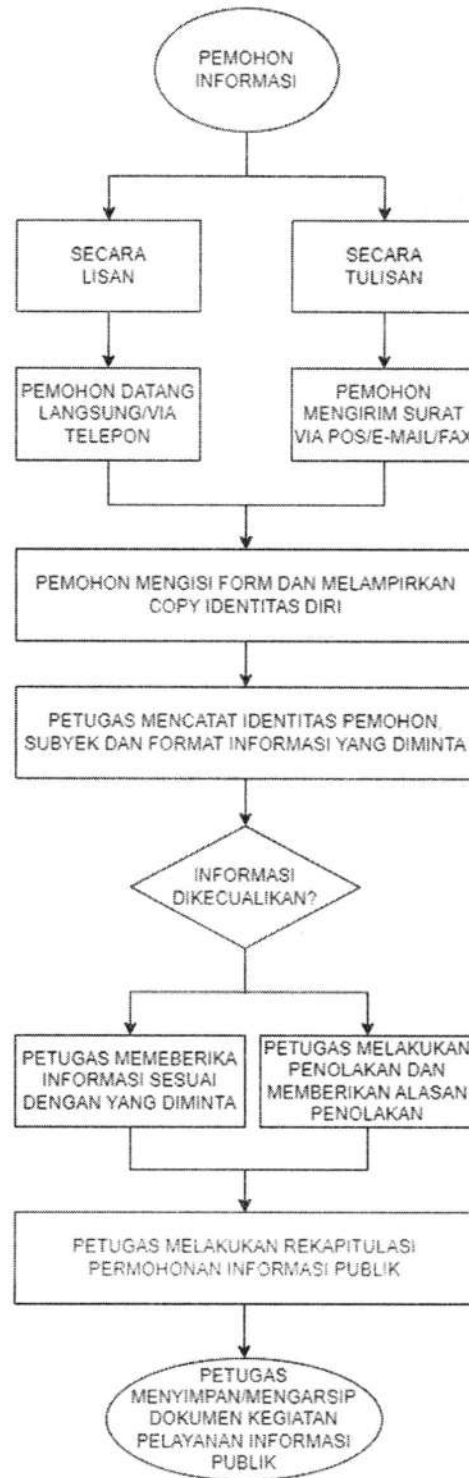 PEMOHON
INFORMASI
SECARA
LISAN
SECARA
TULISAN
PEMOHON DATANG
LANGSUNG/VIA
TELEPON
PEMOHON
MENGIRIM SURAT
VIA POS/E-MAIL/FAX
PEMOHON MENGISI FORM DAN MELAMPIRKAN
COPY IDENTITAS DIRI
PETUGAS MENCATAT IDENTITAS PEMOHON,
SUBYEK DAN FORMAT INFORMASI YANG DIMINTA
INFORMASI
DIKECUALIKAN?
PETUGAS MEMEBERIKA
INFORMASI SESUAI
DENGAN YANG DIMINTA
PETUGAS MELAKUKAN
PENOLAKAN DAN
MEMBERIKAN ALASAN
PENOLAKAN
PETUGAS MELAKUKAN REKAPITULASI
PERMOHONAN INFORMASI PUBLIK
PETUGAS
MENYIMPAN/MENGARSIP
DOKUMEN KEGIATAN
PELAYANAN INFORMASI
PUBLIK